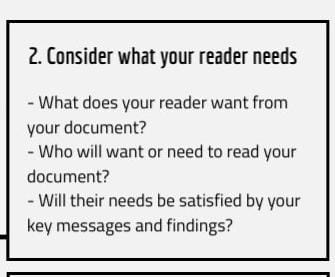 2. Consider what your reader needs
- What does your reader want from
your document?
- Who will want or need to read your
document?
- Will their needs be satisfied by your
key messages and findings?